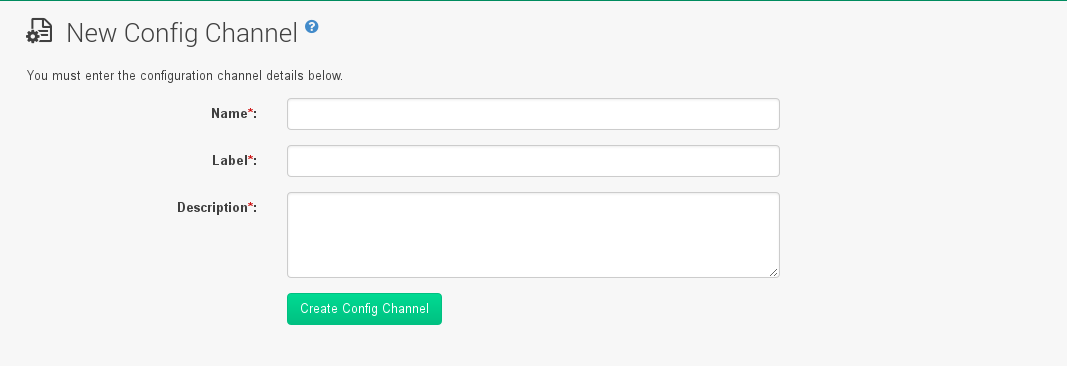 New Config Channel ?
You must enter the configuration channel details below.
Name*:
Label*:
Description*:
Create Config Channel